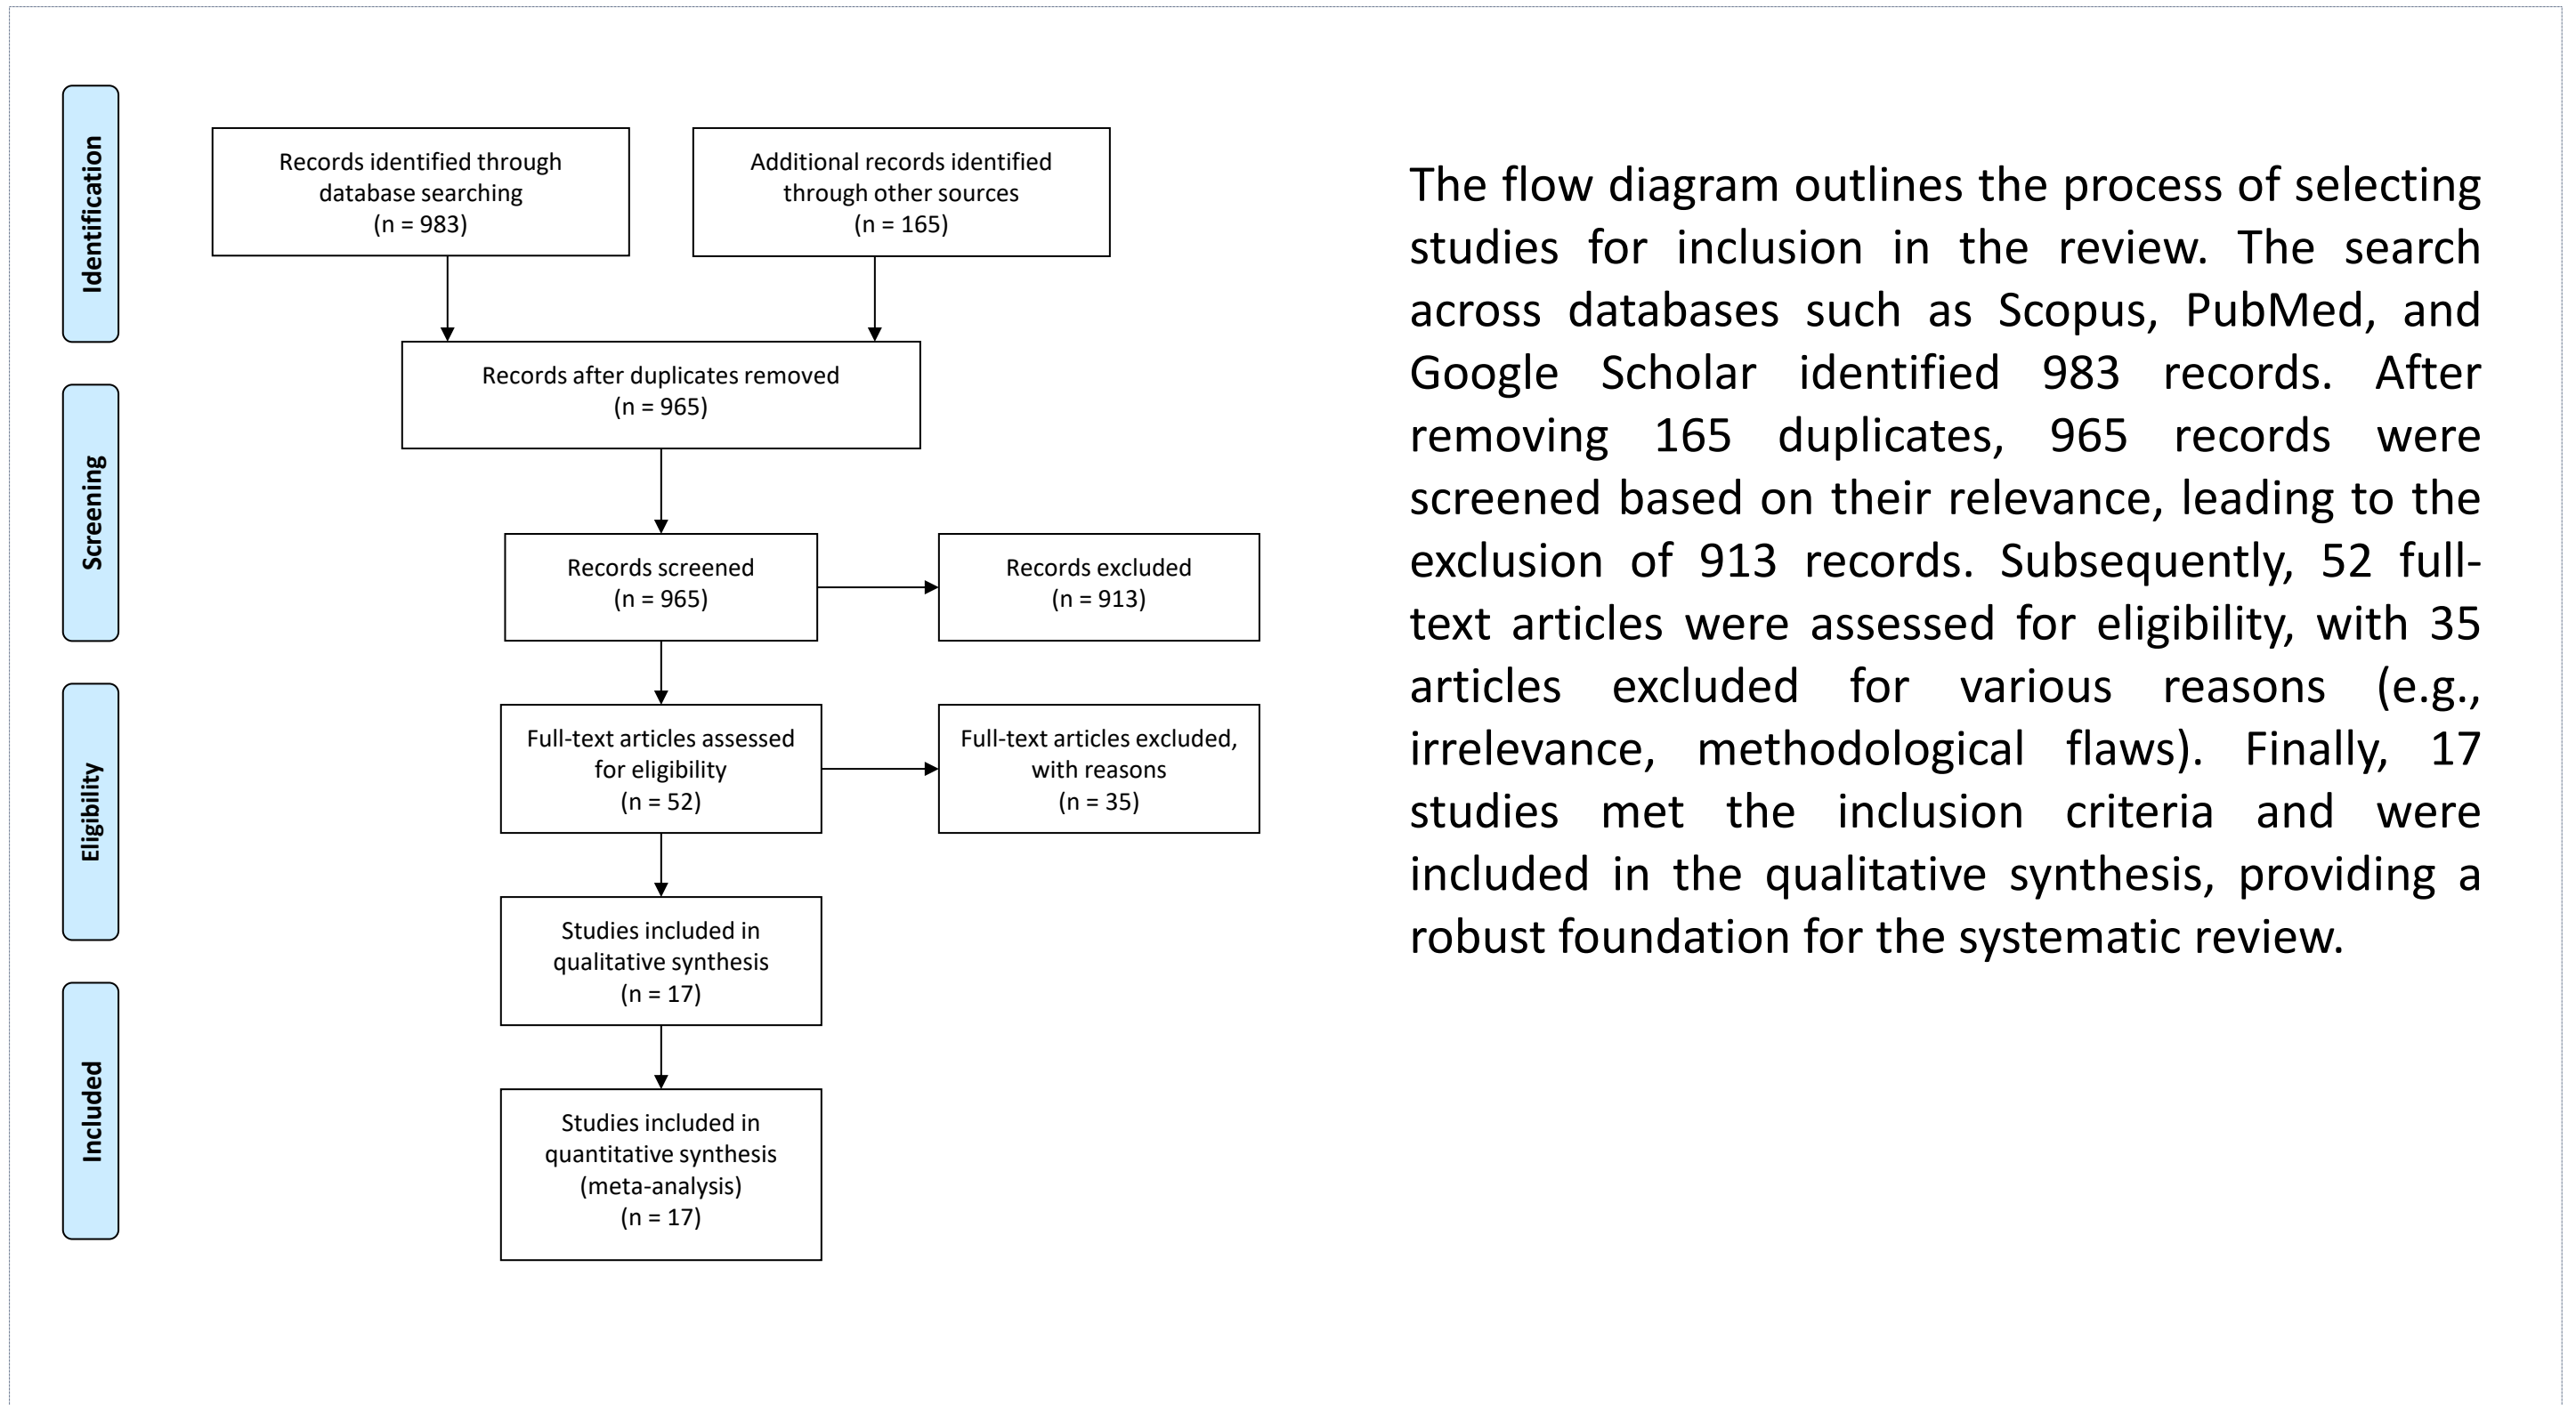 Identification
Records identified through
database searching
(n = 983)
Additional records identified
through other sources
(n = 165)
Records after duplicates removed
(n = 965)
Screening
Records screened
(n = 965)
Records excluded
(n = 913)
Eligibility
Full-text articles assessed
for eligibility
(n = 52)
Full-text articles excluded,
with reasons
(n = 35)
Studies included in
qualitative synthesis
(n = 17)
Included
Studies included in
quantitative synthesis
(meta-analysis)
(n = 17)
The flow diagram outlines the process of selecting
studies for inclusion in the review. The search
across databases such as Scopus, PubMed, and
Google Scholar identified 983 records. After
removing 165 duplicates, 965 records were
screened based on their relevance, leading to the
exclusion of 913 records. Subsequently, 52 full-
text articles were assessed for eligibility, with 35
articles excluded for various reasons (e.g.,
irrelevance, methodological flaws). Finally, 17
studies met the inclusion criteria and were
included in the qualitative synthesis, providing a
robust foundation for the systematic review.